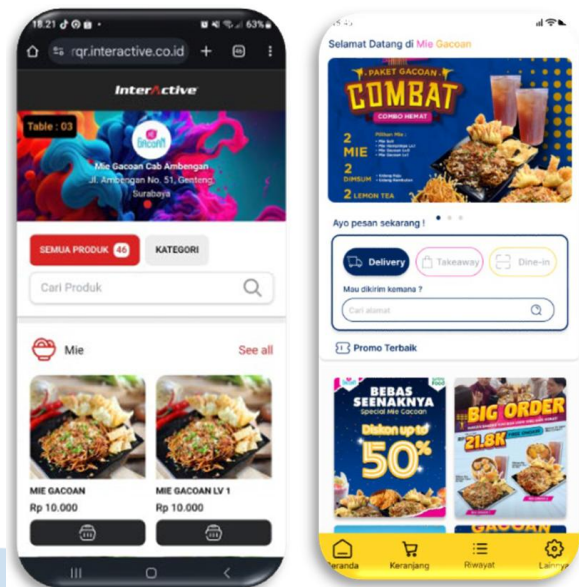 18.21
63%
rqr.interactive.co.id
InterActive
Table : 03
GACOAN
Mie Gacoan Cab Ambengan
Jl. Ambengan No. 51, Genteng,
Surabaya
SEMUA PRODUK 46
KATEGORI
Cari Produk
Mie
See all
MIE GACOAN
Rp 10.000
MIE GACOAN LV 1
Rp 10.000
Selamat Datang di Mie Gacoan
PAKET GACOAN
COMBAT
COMBO HEMAT
Pilihan Mie :
2
MIE
2
DIMSUM
2 LEMON TEA
Ayo pesan sekarang !
Delivery
Takeaway
Dine-in
Mau dikirim kemana ?
Cari alamat
Promo Terbaik
BEBAS
SEENAKNYA
Special Mie Gacoan
Diskon up to
50%
BIG ORDER
21.8K
GACOAN
Beranda
Keranjang
Riwayat
Lainnya